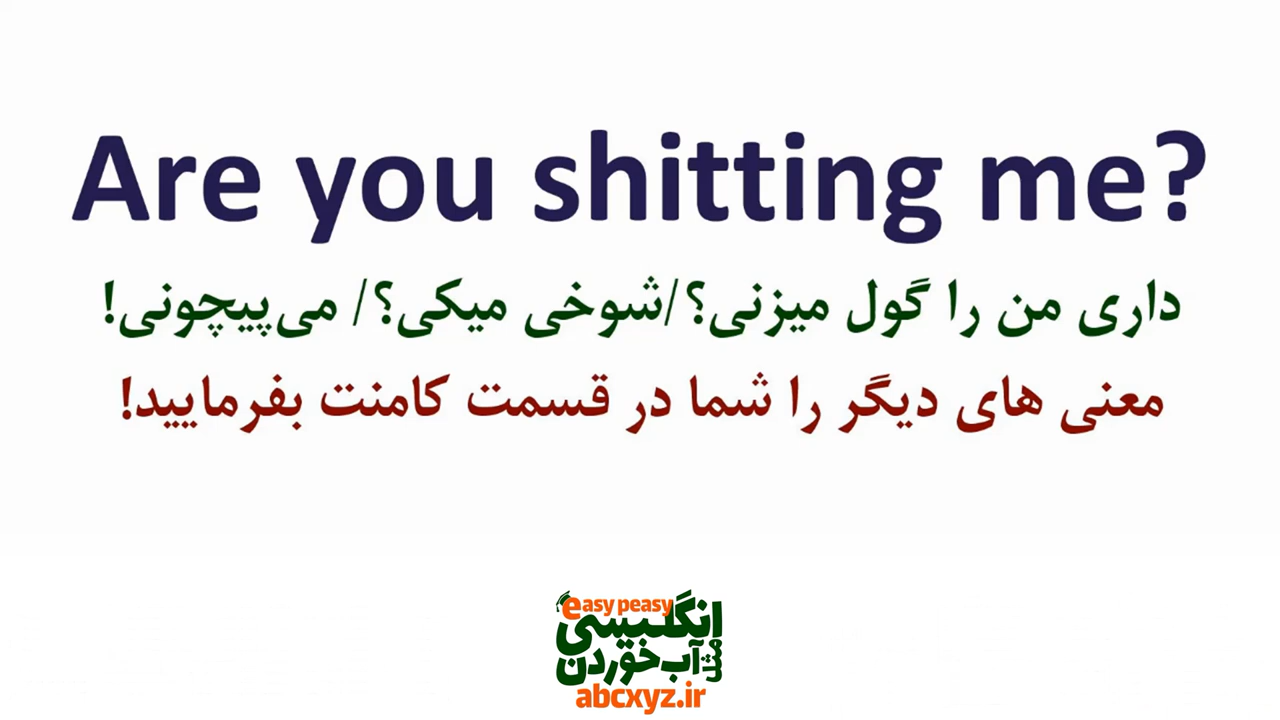 Are you shitting me?
داری من را گول میزنی؟/شوخی میکی؟/ می‌پیچونی!
معنی های دیگر را شما در قسمت کامنت بفرمایید!
easy peasy
انگلیسی
مثل آب خوردن
abcxyz.ir